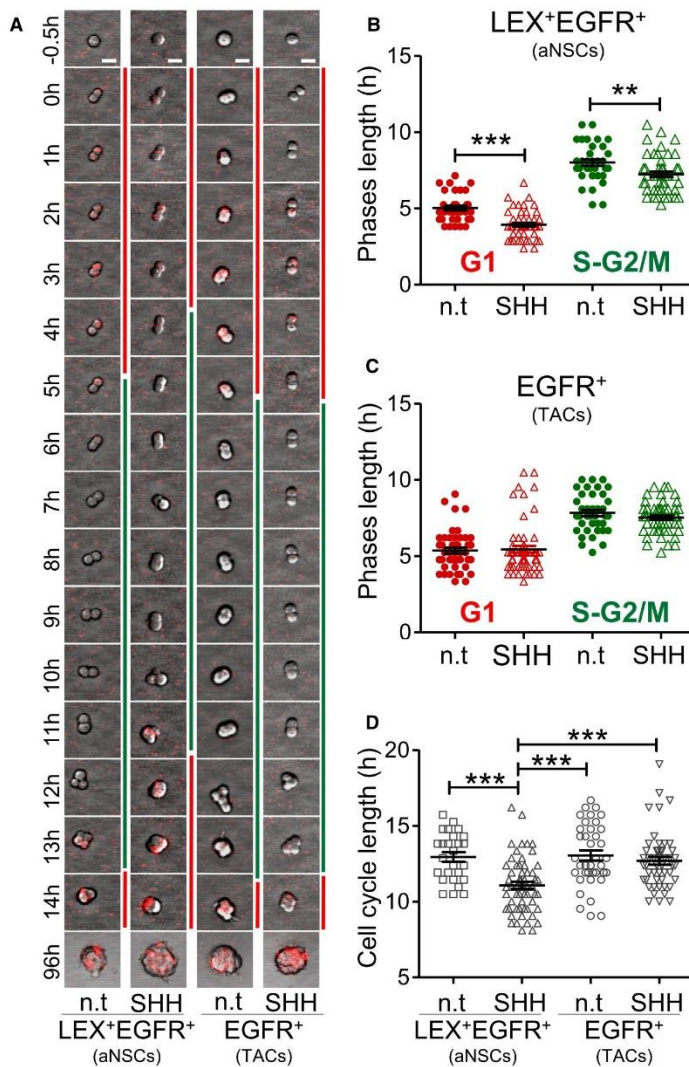 A
-0.5h
0h
1h
2h
3h
4h
5h
6h
7h
8h
9h
10h
11h
12h
13h
14h
96h
n.t SHH n.t SHH
LEX⁺EGFR⁺ EGFR⁺
(aNSCs) (TACs)
B
LEX⁺EGFR⁺
(aNSCs)
Phases length (h)
15
10
5
0
***
**
G1 S-G2/M
n.t SHH n.t SHH
C
EGFR⁺
(TACs)
Phases length (h)
15
10
5
0
G1 S-G2/M
n.t SHH n.t SHH
D
Cell cycle length (h)
20
15
10
5
***
***
***
n.t SHH n.t SHH
LEX⁺EGFR⁺ EGFR⁺
(aNSCs) (TACs)